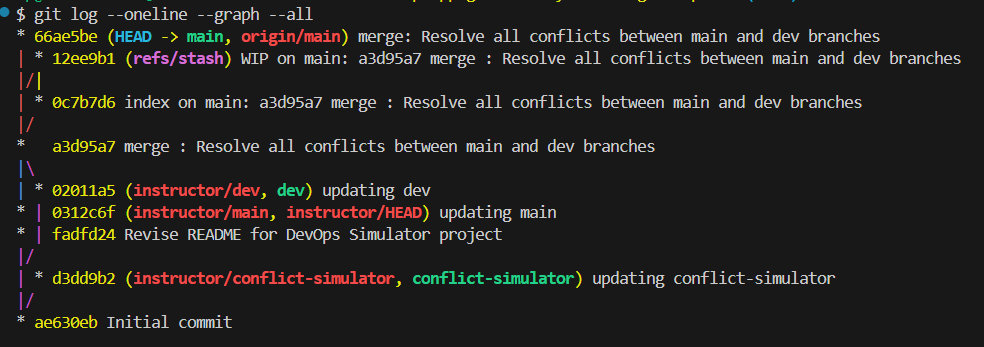 $ git log --oneline --graph --all
* 66ae5be (HEAD -> main, origin/main) merge: Resolve all conflicts between main and dev branches
| * 12ee9b1 (refs/stash) WIP on main: a3d95a7 merge : Resolve all conflicts between main and dev branches
|/|
| * 0c7b7d6 index on main: a3d95a7 merge : Resolve all conflicts between main and dev branches
|/
*   a3d95a7 merge : Resolve all conflicts between main and dev branches
|\
| * 02011a5 (instructor/dev, dev) updating dev
* | 0312c6f (instructor/main, instructor/HEAD) updating main
* | fadfd24 Revise README for DevOps Simulator project
|/
| * d3dd9b2 (instructor/conflict-simulator, conflict-simulator) updating conflict-simulator
|/
* ae630eb Initial commit